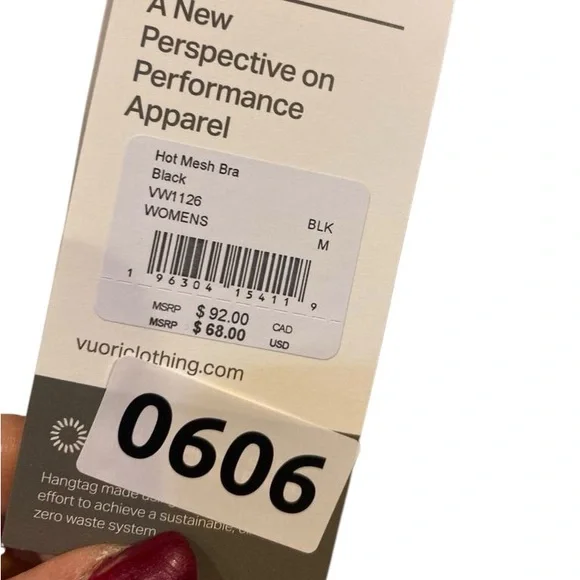 A New
Perspective on
Performance
Apparel
Hot Mesh Bra
Black
VW1126
WOMENS BLK
M
1 96304 15411 9
MSRP $ 92.00 CAD
MSRP $ 68.00 USD
vuoriclothing.com
0606
Hangtag made using
effort to achieve a sustainable,
zero waste system